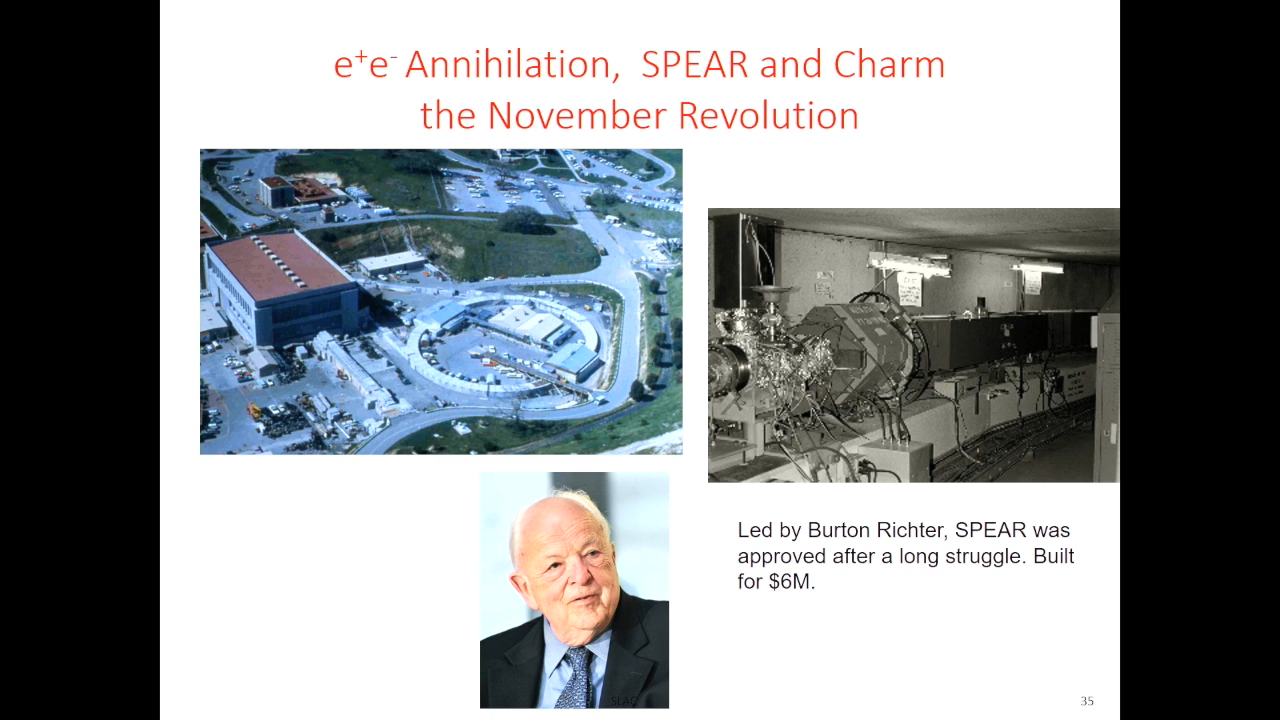 e⁺e⁻ Annihilation, SPEAR and Charm
the November Revolution
Led by Burton Richter, SPEAR was
approved after a long struggle. Built
for $6M.
SLAC
35